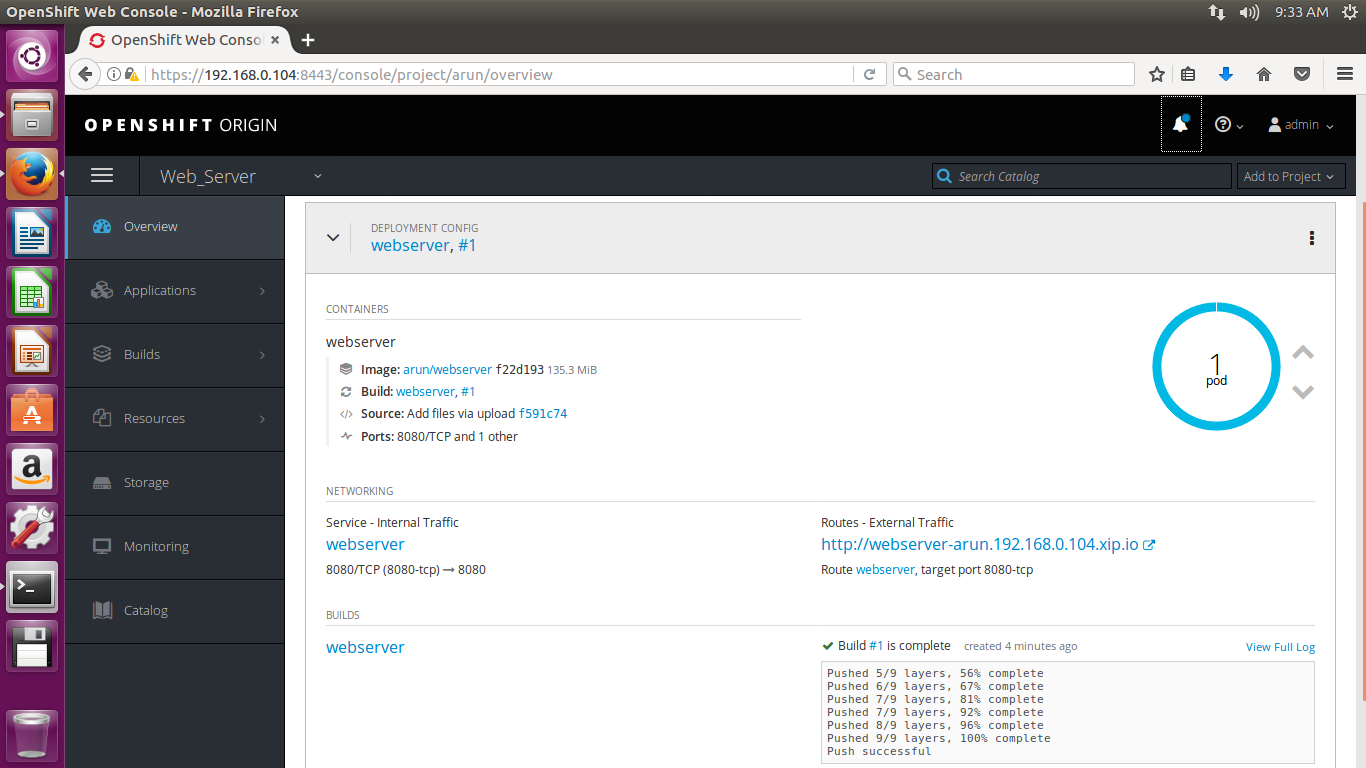 OpenShift Web Console - Mozilla Firefox
9:33 AM
OpenShift Web Conso
https://192.168.0.104:8443/console/project/arun/overview
Search
OPENSHIFT ORIGIN
admin
Web_Server
Search Catalog
Add to Project
Overview
Applications
Builds
Resources
Storage
Monitoring
Catalog
DEPLOYMENT CONFIG
webserver, #1
CONTAINERS
webserver
Image: arun/webserver f22d193 135.3 MiB
Build: webserver, #1
Source: Add files via upload f591c74
Ports: 8080/TCP and 1 other
1
pod
NETWORKING
Service - Internal Traffic
webserver
8080/TCP (8080-tcp) → 8080
Routes - External Traffic
http://webserver-arun.192.168.0.104.xip.io
Route webserver, target port 8080-tcp
BUILDS
webserver
Build #1 is complete created 4 minutes ago
View Full Log
Pushed 5/9 layers, 56% complete
Pushed 6/9 layers, 67% complete
Pushed 7/9 layers, 81% complete
Pushed 7/9 layers, 92% complete
Pushed 8/9 layers, 96% complete
Pushed 9/9 layers, 100% complete
Push successful